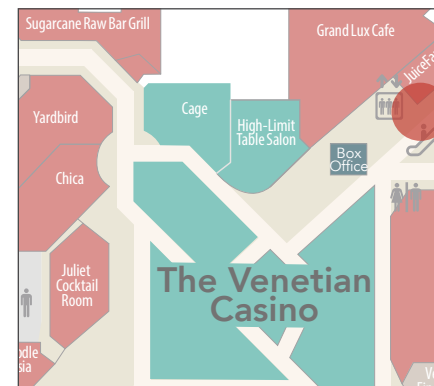 Sugarcane Raw Bar Grill
Grand Lux Cafe
Cage
Yardbird
High-Limit
Table Salon
Box
Office
Chica
Juliet
Cocktail
Room
The Venetian
Casino